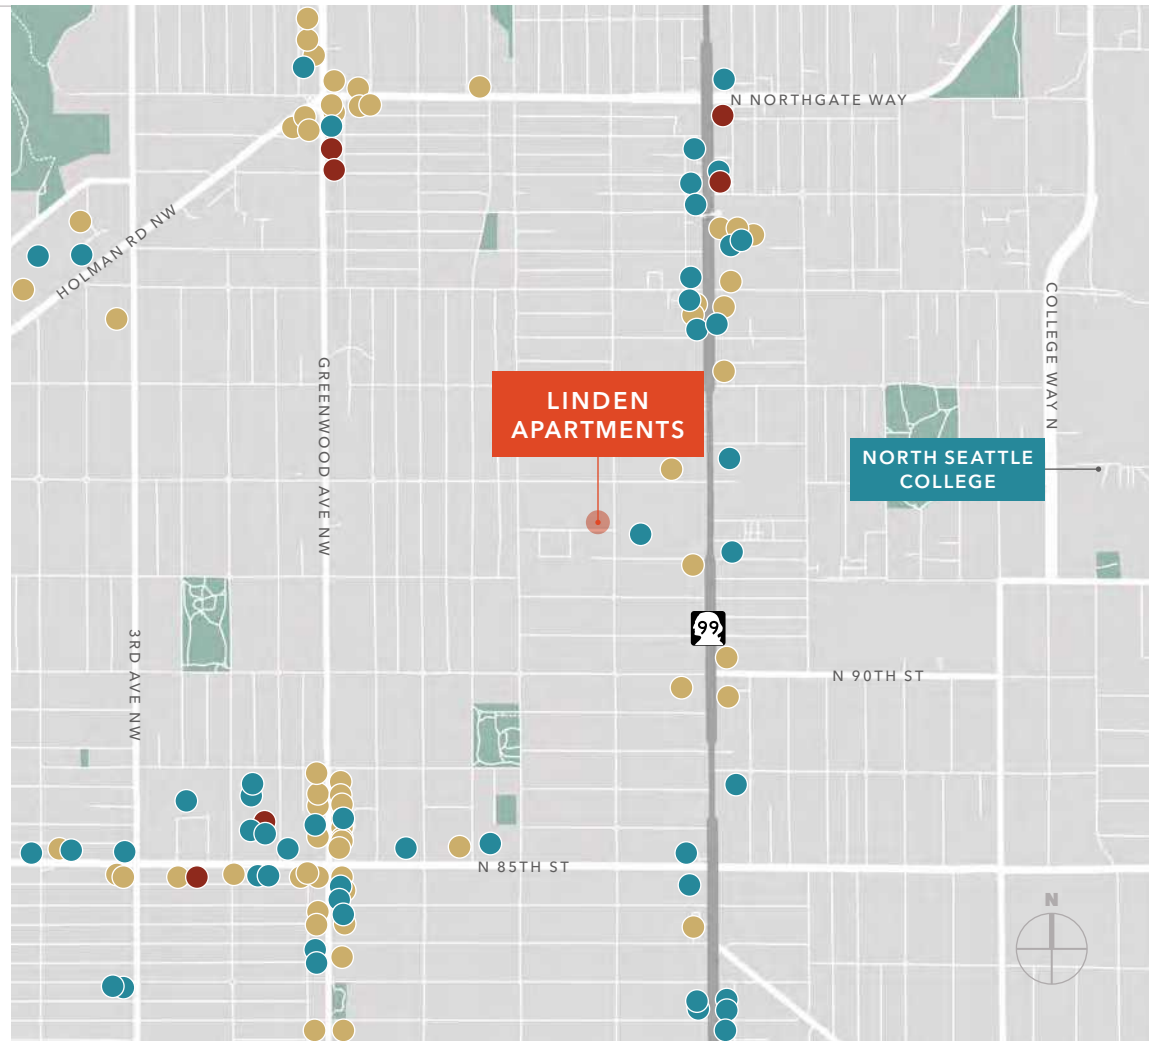 N NORTHGATE WAY
HOLMAN RD NW
COLLEGE WAY N
GREENWOOD AVE NW
LINDEN
APARTMENTS
NORTH SEATTLE
COLLEGE
99
3RD AVE NW
N 90TH ST
N 85TH ST
N